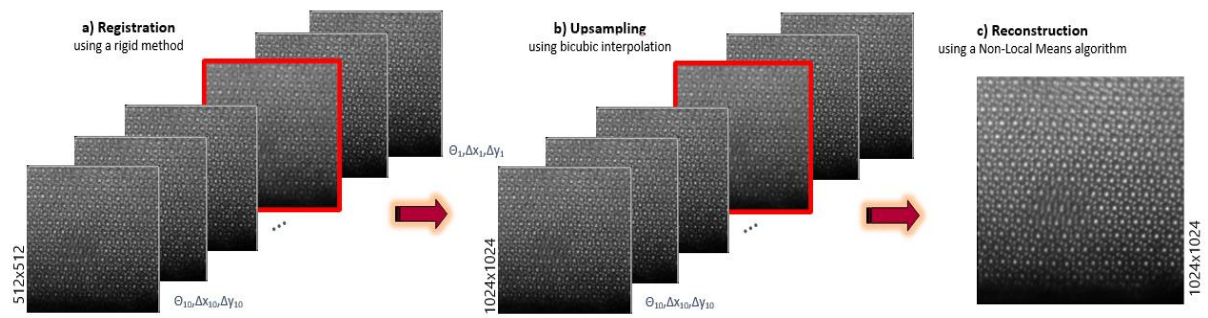 a) Registration
using a rigid method
512x512
Θ₁,Δx₁,Δy₁
...
Θ₁₀,Δx₁₀,Δy₁₀
b) Upsampling
using bicubic interpolation
1024x1024
...
Θ₁₀,Δx₁₀,Δy₁₀
c) Reconstruction
using a Non-Local Means algorithm
1024x1024